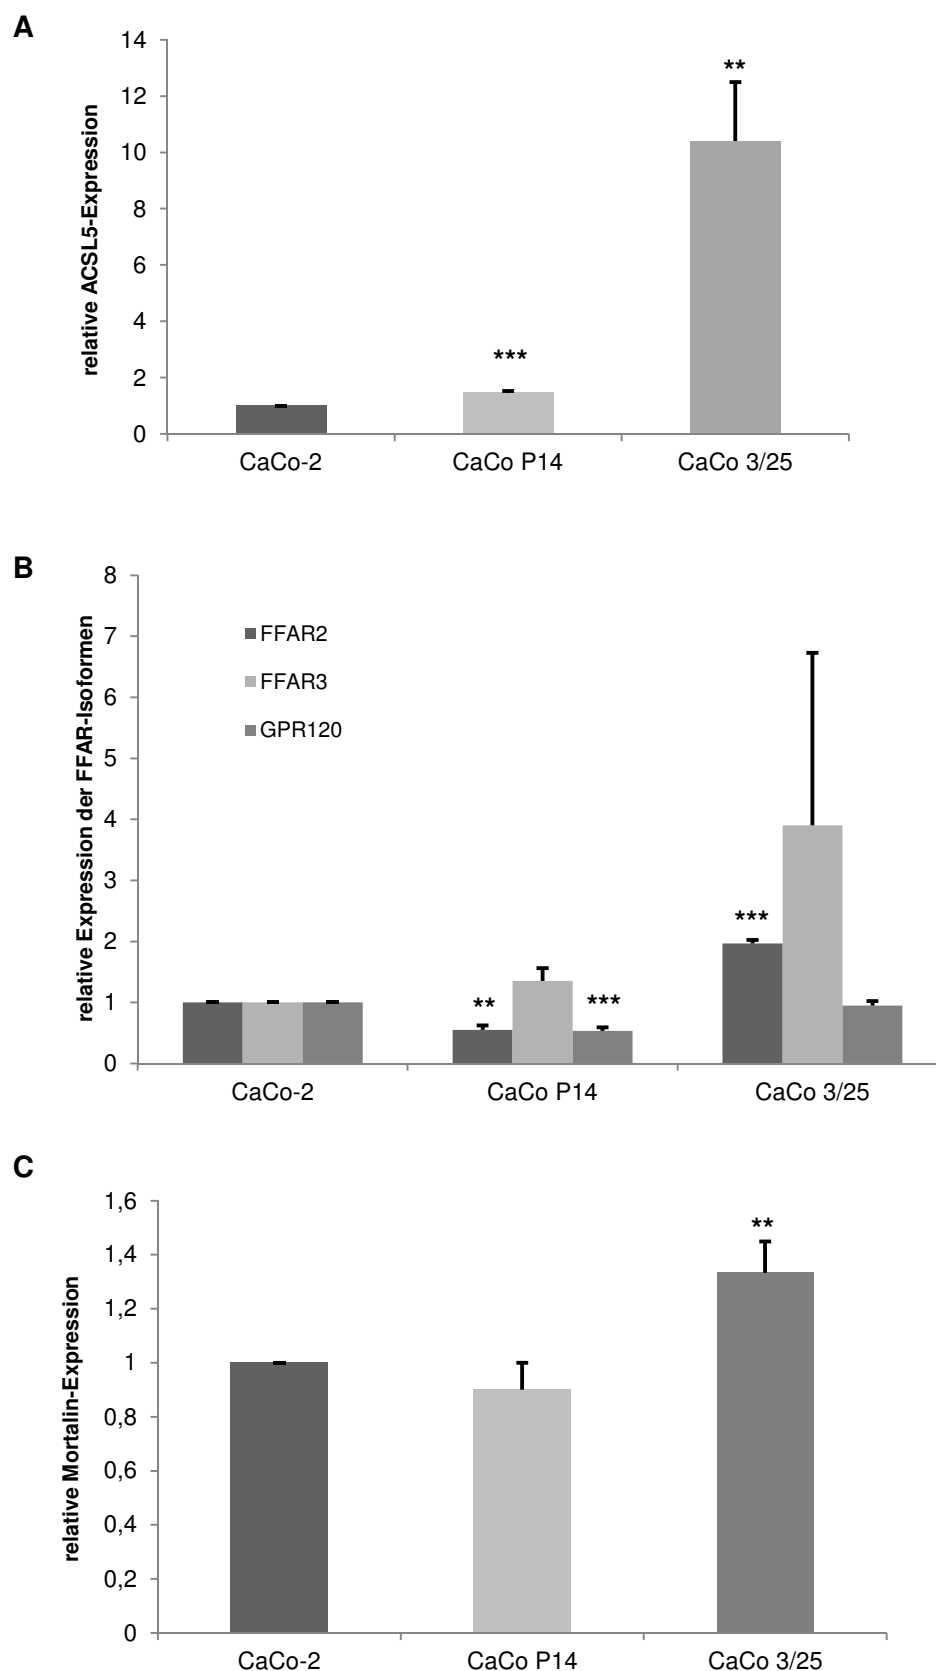 A
relative ACSL5-Expression
14
12
10
8
6
4
2
0
**
***
CaCo-2
CaCo P14
CaCo 3/25
B
relative Expression der FFAR-Isoformen
8
7
6
5
4
3
2
1
0
FFAR2
FFAR3
GPR120
**
***
***
CaCo-2
CaCo P14
CaCo 3/25
C
relative Mortalin-Expression
1,6
1,4
1,2
1
0,8
0,6
0,4
0,2
0
**
CaCo-2
CaCo P14
CaCo 3/25